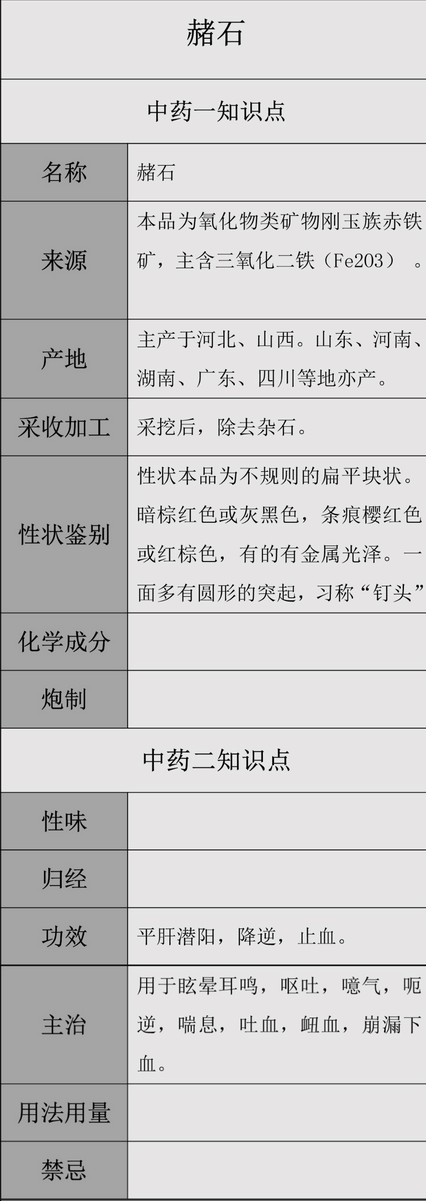 赭石
中药一知识点
名称 赭石
来源 本品为氧化物类矿物刚玉族赤铁
矿，主含三氧化二铁（Fe2O3）。
产地 主产于河北、山西。山东、河南、
湖南、广东、四川等地亦产。
采收加工 采挖后，除去杂石。
性状鉴别 性状本品为不规则的扁平块状。
暗棕红色或灰黑色，条痕樱红色
或红棕色，有的有金属光泽。一
面多有圆形的突起，习称“钉头”
化学成分
炮制
中药二知识点
性味
归经
功效 平肝潜阳，降逆，止血。
主治 用于眩晕耳鸣，呕吐，噫气，呃
逆，喘息，吐血，衄血，崩漏下
血。
用法用量
禁忌